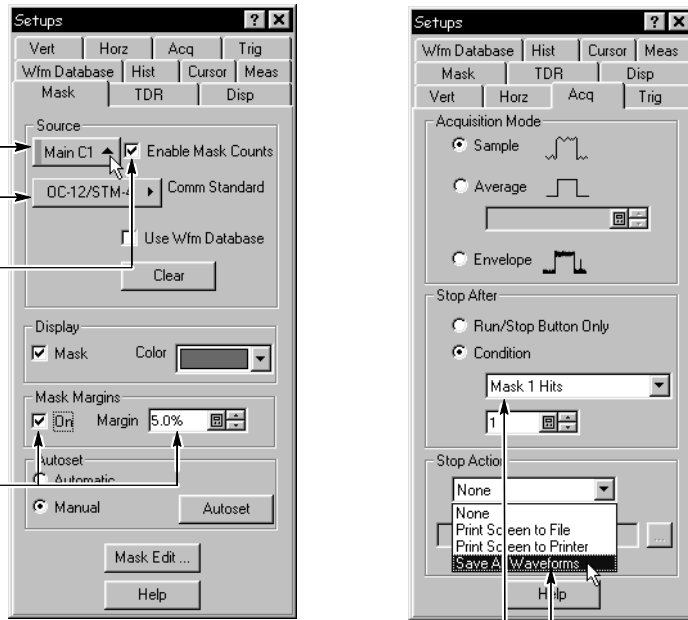 Setups
Vert Horz Acq Trig
Wfm Database Hist Cursor Meas
Mask TDR Disp
Source
Main C1 Enable Mask Counts
OC-12/STM-4 Comm Standard
Use Wfm Database
Clear
Display
Mask Color
Mask Margins
On Margin 5.0%
Autoset
Automatic
Manual Autoset
Mask Edit ...
Help
Setups
Wfm Database Hist Cursor Meas
Mask TDR Disp
Vert Horz Acq Trig
Acquisition Mode
Sample
Average
Envelope
Stop After
Run/Stop Button Only
Condition
Mask 1 Hits
1
Stop Action
None
None
Print Screen to File
Print Screen to Printer
Save All Waveforms
...
Help